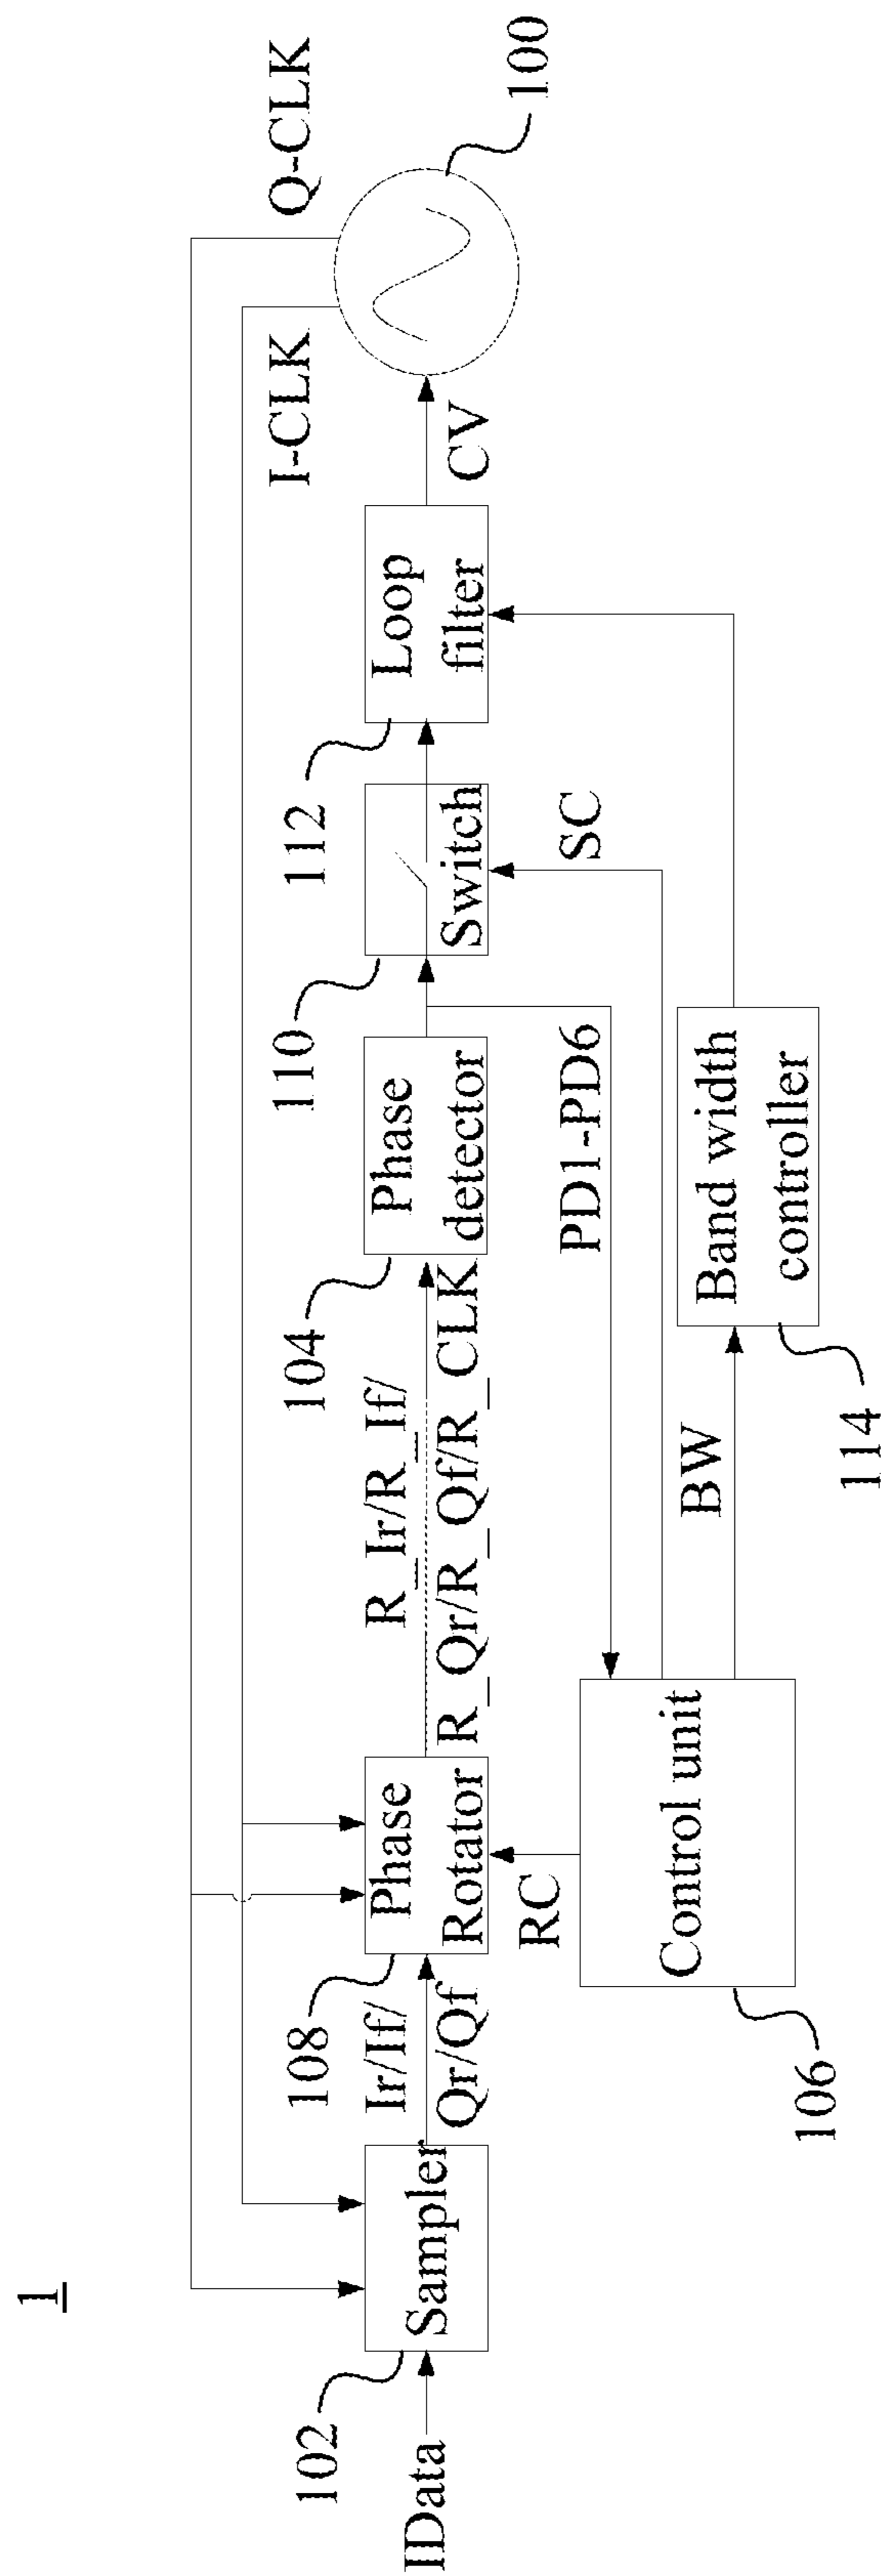 1
Q-CLK
I-CLK
100
102
108
104
110
112
IData
Sampler
Ir/If/
Qr/Qf
Phase
Rotator
R_Ir/R_If/
R_Qr/R_Qf/R_CLK
Phase
detector
Switch
Loop
filter
CV
RC
PD1-PD6
SC
Control unit
BW
Band width
controller
106
114